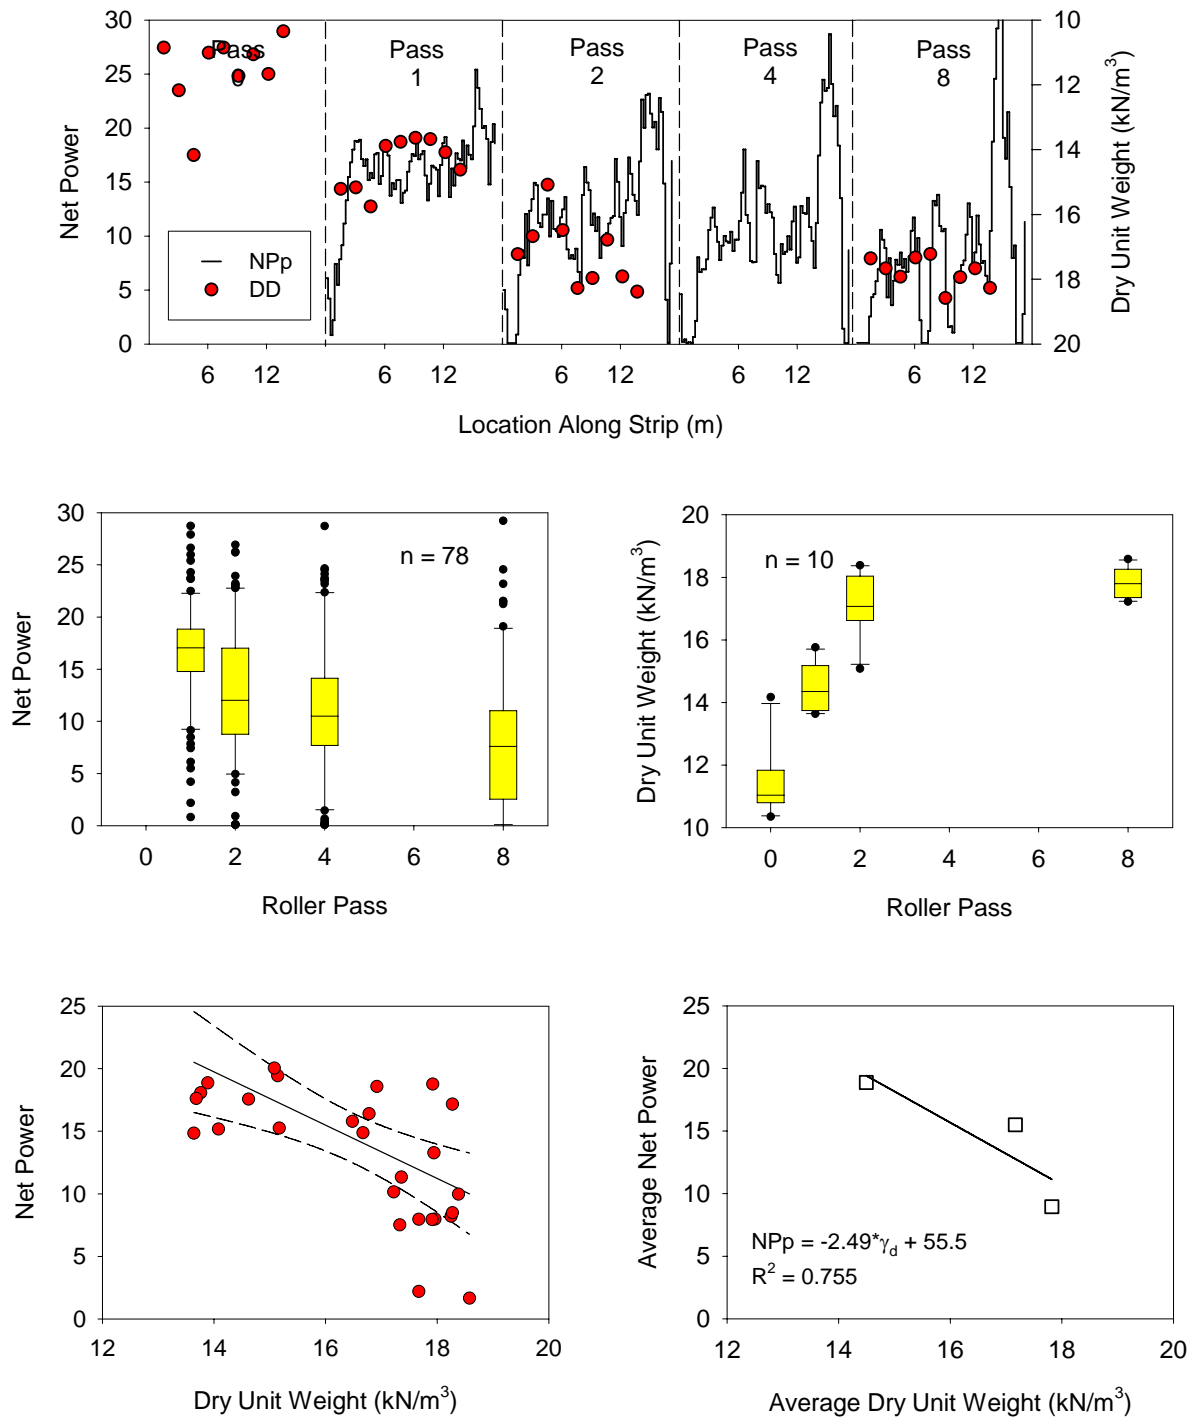 30
25
20
15
10
5
0
Net Power
Pass
0
Pass
1
Pass
2
Pass
4
Pass
8
NPp
DD
10
12
14
16
18
20
Dry Unit Weight (kN/m³)
6 12 6 12 6 12 6 12 6 12
Location Along Strip (m)
30
25
20
15
10
5
0
Net Power
n = 78
0 2 4 6 8
Roller Pass
20
18
16
14
12
10
Dry Unit Weight (kN/m³)
n = 10
0 2 4 6 8
Roller Pass
25
20
15
10
5
0
Net Power
12 14 16 18 20
Dry Unit Weight (kN/m³)
25
20
15
10
5
0
Average Net Power
NPp = -2.49*γd + 55.5
R² = 0.755
12 14 16 18 20
Average Dry Unit Weight (kN/m³)